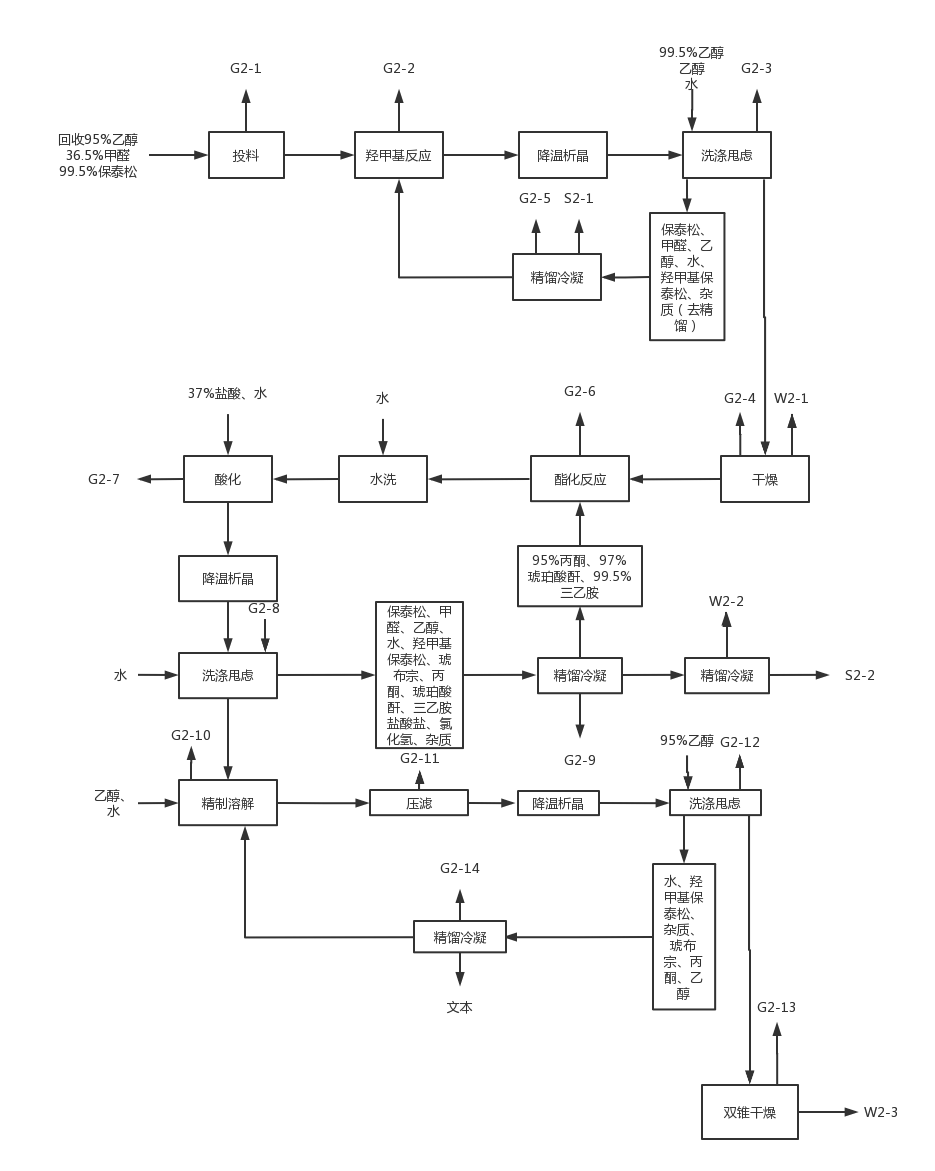 99.5%乙醇
乙醇
水
G2-1
G2-2
G2-3
回收95%乙醇
36.5%甲醛
99.5%保泰松
投料
羟甲基反应
降温析晶
洗涤甩虑
G2-5
S2-1
保泰松、
甲醛、乙
醇、水、
羟甲基保
泰松、杂
质（去精
馏）
精馏冷凝
37%盐酸、水
水
G2-6
G2-4
W2-1
G2-7
酸化
水洗
酯化反应
干燥
95%丙酮、97%
琥珀酸酐、99.5%
三乙胺
降温析晶
G2-8
W2-2
保泰松、甲
醛、乙醇、
水、羟甲基
保泰松、琥
布宗、丙
酮、琥珀酸
酐、三乙胺
盐酸盐、氯
化氢、杂质
水
洗涤甩虑
精馏冷凝
精馏冷凝
S2-2
G2-10
G2-11
G2-9
95%乙醇
G2-12
乙醇、
水
精制溶解
压滤
降温析晶
洗涤甩虑
G2-14
水、羟
甲基保
泰松、
杂质、
琥布
宗、丙
酮、乙
醇
精馏冷凝
文本
G2-13
双锥干燥
W2-3